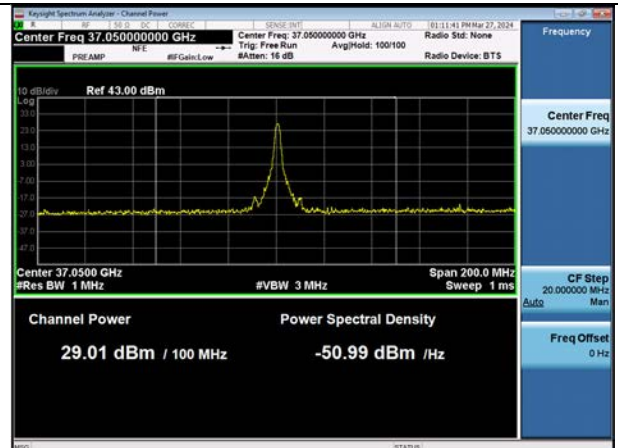 Keysight Spectrum Analyzer - Channel Power
R RF 50 Ω DC CORREC SENSE:INT ALIGN AUTO 01:11:41 PM Mar 27, 2024
Center Freq 37.050000000 GHz
Center Freq: 37.050000000 GHz
Radio Std: None
NFE
Trig: Free Run
Avg|Hold: 100/100
PREAMP
#IFGain:Low
#Atten: 16 dB
Radio Device: BTS
10 dB/div
Ref 43.00 dBm
Log
33.0
23.0
13.0
3.00
-7.00
-17.0
-27.0
-37.0
-47.0
Center 37.0500 GHz
Span 200.0 MHz
#Res BW 1 MHz
#VBW 3 MHz
Sweep 1 ms
Channel Power
Power Spectral Density
29.01 dBm / 100 MHz
-50.99 dBm /Hz
MSG
STATUS
Frequency
Center Freq
37.050000000 GHz
CF Step
20.000000 MHz
Auto Man
Freq Offset
0 Hz